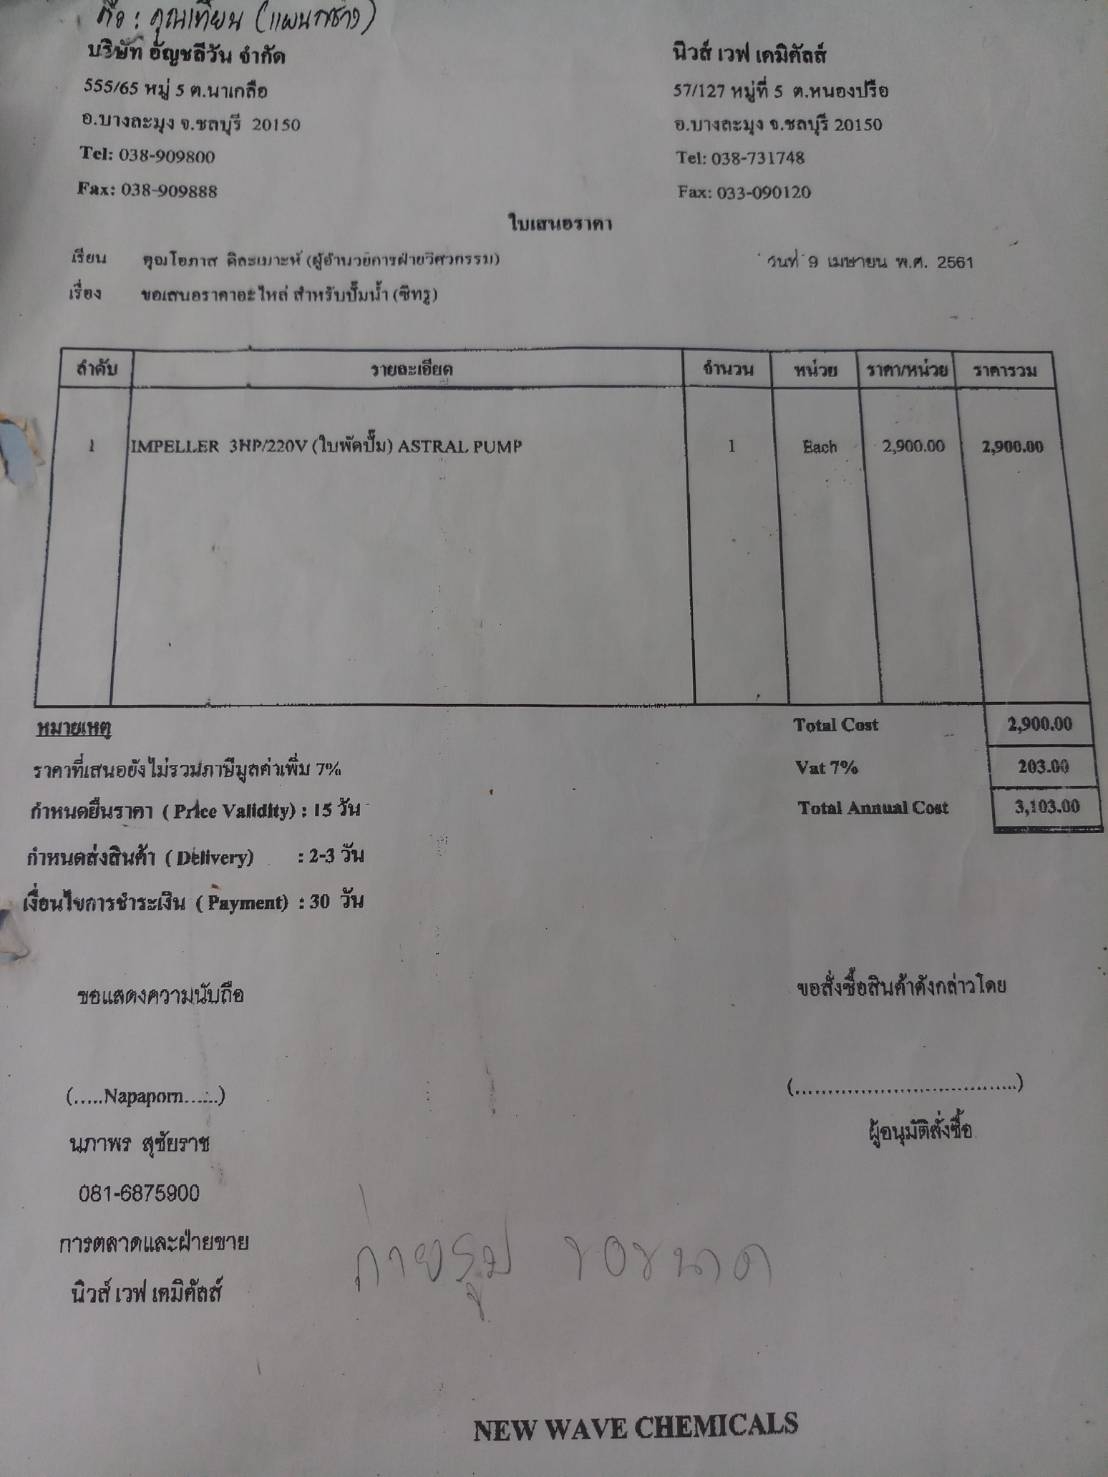 คือ : คุณเทียน (แผนกช่าง)
บริษัท อัญชลีวัน จำกัด
555/65 หมู่ 5 ต.นาเกลือ
อ.บางละมุง จ.ชลบุรี 20150
Tel: 038-909800
Fax: 038-909888
นิวส์ เวฟ เคมิคัลส์
57/127 หมู่ที่ 5 ต.หนองปรือ
อ.บางละมุง จ.ชลบุรี 20150
Tel: 038-731748
Fax: 033-090120
ใบเสนอราคา
เรียน คุณโอภาส ดิละเมาะห์ (ผู้อำนวยการฝ่ายวิศวกรรม) วันที่ 9 เมษายน พ.ศ. 2561
เรื่อง ขอเสนอราคาอะไหล่ สำหรับปั๊มน้ำ (ซิทรู)
ลำดับ รายละเอียด จำนวน หน่วย ราคา/หน่วย ราคารวม
1 IMPELLER 3HP/220V (ใบพัดปั๊ม) ASTRAL PUMP 1 Each 2,900.00 2,900.00
หมายเหตุ Total Cost 2,900.00
ราคาที่เสนอยังไม่รวมภาษีมูลค่าเพิ่ม 7% Vat 7% 203.00
กำหนดยื่นราคา ( Price Validity) : 15 วัน Total Annual Cost 3,103.00
กำหนดส่งสินค้า ( Delivery) : 2-3 วัน
เงื่อนไขการชำระเงิน ( Payment) : 30 วัน
ขอแสดงความนับถือ
(.....Napaporn......)
นภาพร สุชัยราช
081-6875900
การตลาดและฝ่ายขาย
นิวส์ เวฟ เคมิคัลส์
ขอสั่งซื้อสินค้าดังกล่าวโดย
(..................................)
ผู้อนุมัติสั่งซื้อ
ถ่ายรูป ขอขนาด
NEW WAVE CHEMICALS